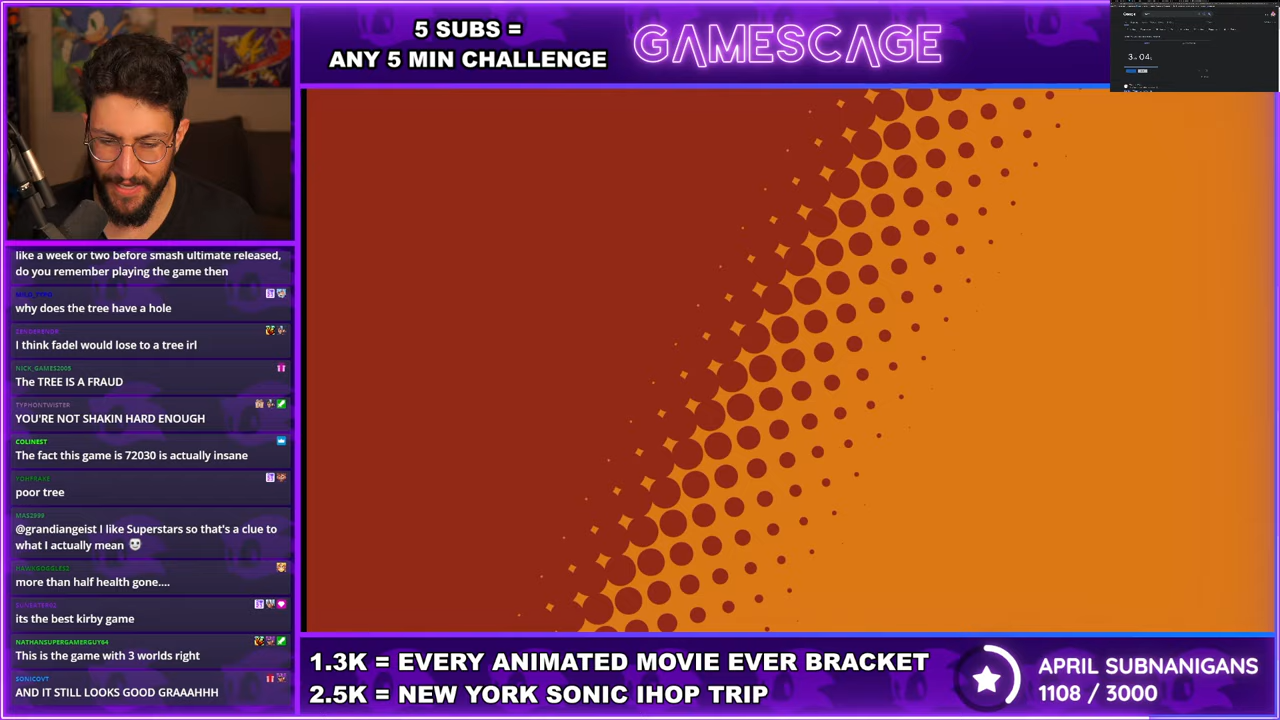 5 SUBS =
ANY 5 MIN CHALLENGE
GAMESCAGE
like a week or two before smash ultimate released,
do you remember playing the game then
why does the tree have a hole
I think fadel would lose to a tree irl
NICK_GAMES2005
The TREE IS A FRAUD
TYPHONTWISTER
YOU'RE NOT SHAKIN HARD ENOUGH
COLINEST
The fact this game is 72030 is actually insane
poor tree
MAS2999
@grandiangeist I like Superstars so that's a clue to
what I actually mean
more than half health gone....
its the best kirby game
NATHANSUPERGAMERGUY64
This is the game with 3 worlds right
SONICOVT
AND IT STILL LOOKS GOOD GRAAAHHH
1.3K = EVERY ANIMATED MOVIE EVER BRACKET
2.5K = NEW YORK SONIC IHOP TRIP
APRIL SUBNANIGANS
1108 / 3000